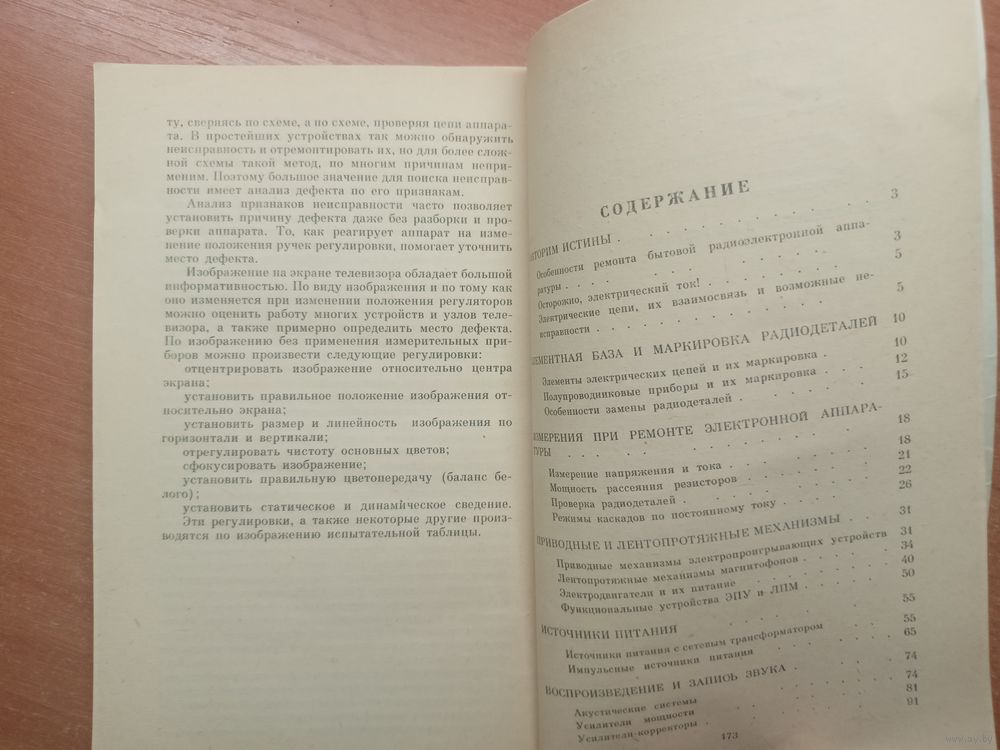 ту, сверяясь по схеме, а по схеме, проверяя цепи аппара-
та. В простейших устройствах так можно обнаружить
неисправность и отремонтировать их, но для более слож-
ной схемы такой метод, по многим причинам непри-
меним. Поэтому большое значение для поиска неисправ-
ности имеет анализ дефекта по его признакам.
Анализ признаков неисправности часто позволяет
установить причину дефекта даже без разборки и про-
верки аппарата. То, как реагирует аппарат на из-
менение положения ручек регулировки, помогает уточнить
место дефекта.
Изображение на экране телевизора обладает большой
информативностью. По виду изображения и по тому как
оно изменяется при изменении положения регуляторов
можно оценить работу многих устройств и узлов теле-
визора, а также примерно определить место дефекта.
По изображению без применения измерительных при-
боров можно произвести следующие регулировки:
отцентрировать изображение относительно центра
экрана;
установить правильное положение изображения от-
носительно экрана;
установить размер и линейность изображения по
горизонтали и вертикали;
отрегулировать чистоту основных цветов;
сфокусировать изображение;
установить правильную цветопередачу (баланс бе-
лого);
установить статическое и динамическое сведение.
Эти регулировки, а также некоторые другие произ-
водятся по изображению испытательной таблицы.
СОДЕРЖАНИЕ
ТОРИМ ИСТИНЫ . . . . . . . . 3
Особенности ремонта бытовой радиоэлектронной аппа-
ратуры . . . . . . . . 3
Осторожно, электрический ток! . . . . . . 5
Электрические цепи, их взаимосвязь и возможные не-
исправности . . . . . . . . 5
ЕМЕНТНАЯ БАЗА И МАРКИРОВКА РАДИОДЕТАЛЕЙ 10
Элементы электрических цепей и их маркировка . 10
Полупроводниковые приборы и их маркировка . . . 12
Особенности замены радиодеталей . . . . . 15
ЗМЕРЕНИЯ ПРИ РЕМОНТЕ ЭЛЕКТРОННОЙ АППАРА-
ТУРЫ . . . . . . . . 18
Измерение напряжения и тока . . . . . 18
Мощность рассеяния резисторов . . . . . 21
Проверка радиодеталей . . . . . . 22
Режимы каскадов по постоянному току . . . . 26
ПРИВОДНЫЕ И ЛЕНТОПРОТЯЖНЫЕ МЕХАНИЗМЫ . . 31
Приводные механизмы электропроигрывающих устройств 31
Лентопротяжные механизмы магнитофонов . . . . 34
Электродвигатели и их питание . . . . . 40
Функциональные устройства ЭПУ и ЛПМ . . . . 50
ИСТОЧНИКИ ПИТАНИЯ . . . . . . 55
Источники питания с сетевым трансформатором . . . 55
Импульсные источники питания . . . . 65
ВОСПРОИЗВЕДЕНИЕ И ЗАПИСЬ ЗВУКА . . . . 74
Акустические системы . . . . . . 74
Усилители мощности . . . . . . 81
Усилители-корректоры . . . . . . 91
173
www.ay.by